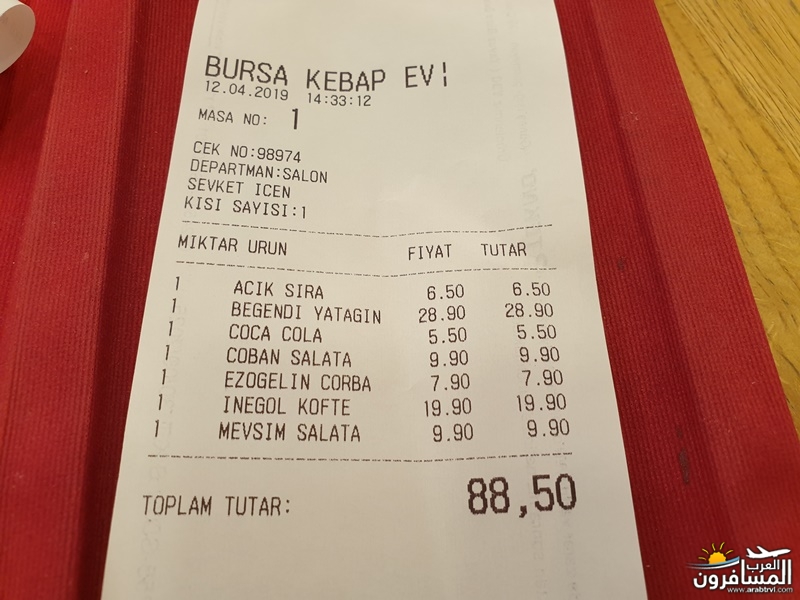 BURSA KEBAP EVİ
12.04.2019 14:33:12
MASA NO: 1
CEK NO:98974
DEPARTMAN:SALON
SEVKET ICEN
KISI SAYISI:1
MIKTAR URUN FIYAT TUTAR
1 ACIK SIRA 6.50 6.50
1 BEGENDI YATAGIN 28.90 28.90
1 COCA COLA 5.50 5.50
1 COBAN SALATA 9.90 9.90
1 EZOGELIN CORBA 7.90 7.90
1 INEGOL KOFTE 19.90 19.90
1 MEVSIM SALATA 9.90 9.90
TOPLAM TUTAR: 88,50
العرب
المسافرون
www.arabtrvl.com